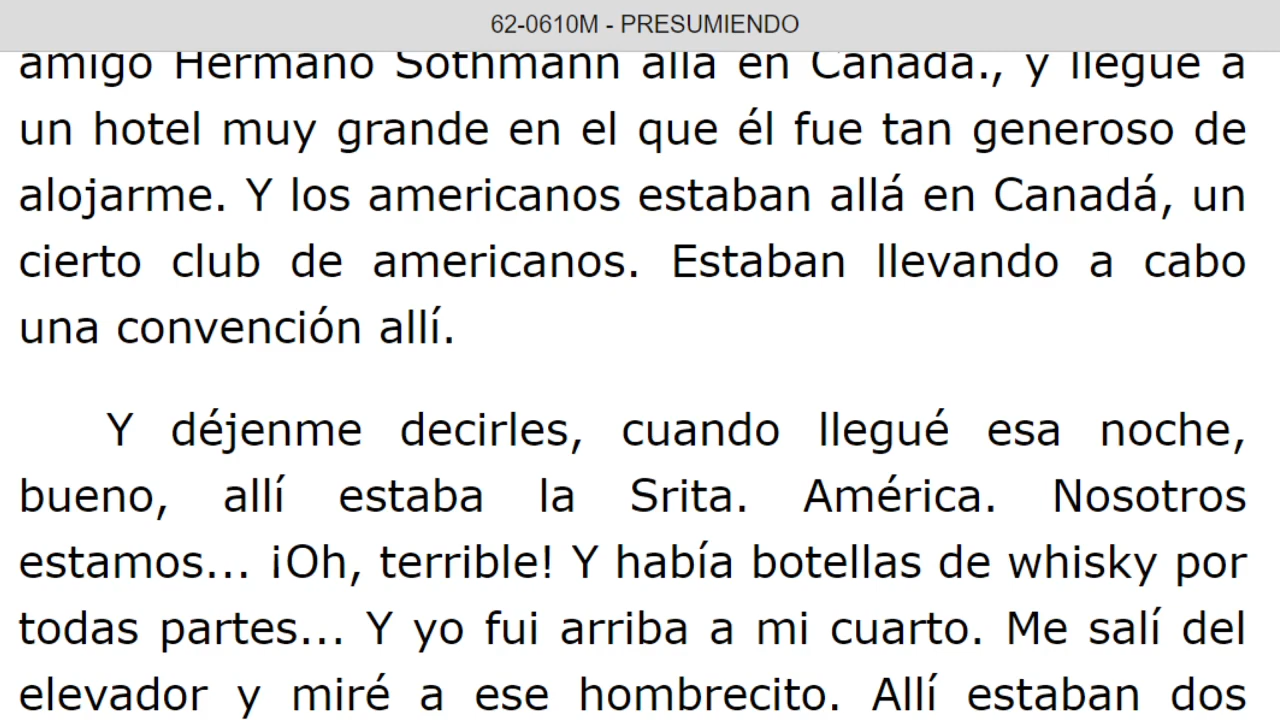 62-0610M - PRESUMIENDO
amigo Hermano Sothmann allá en Canadá., y llegué a
un hotel muy grande en el que él fue tan generoso de
alojarme. Y los americanos estaban allá en Canadá, un
cierto club de americanos. Estaban llevando a cabo
una convención allí.
Y déjenme decirles, cuando llegué esa noche,
bueno, allí estaba la Srita. América. Nosotros
estamos... ¡Oh, terrible! Y había botellas de whisky por
todas partes... Y yo fui arriba a mi cuarto. Me salí del
elevador y miré a ese hombrecito. Allí estaban dos